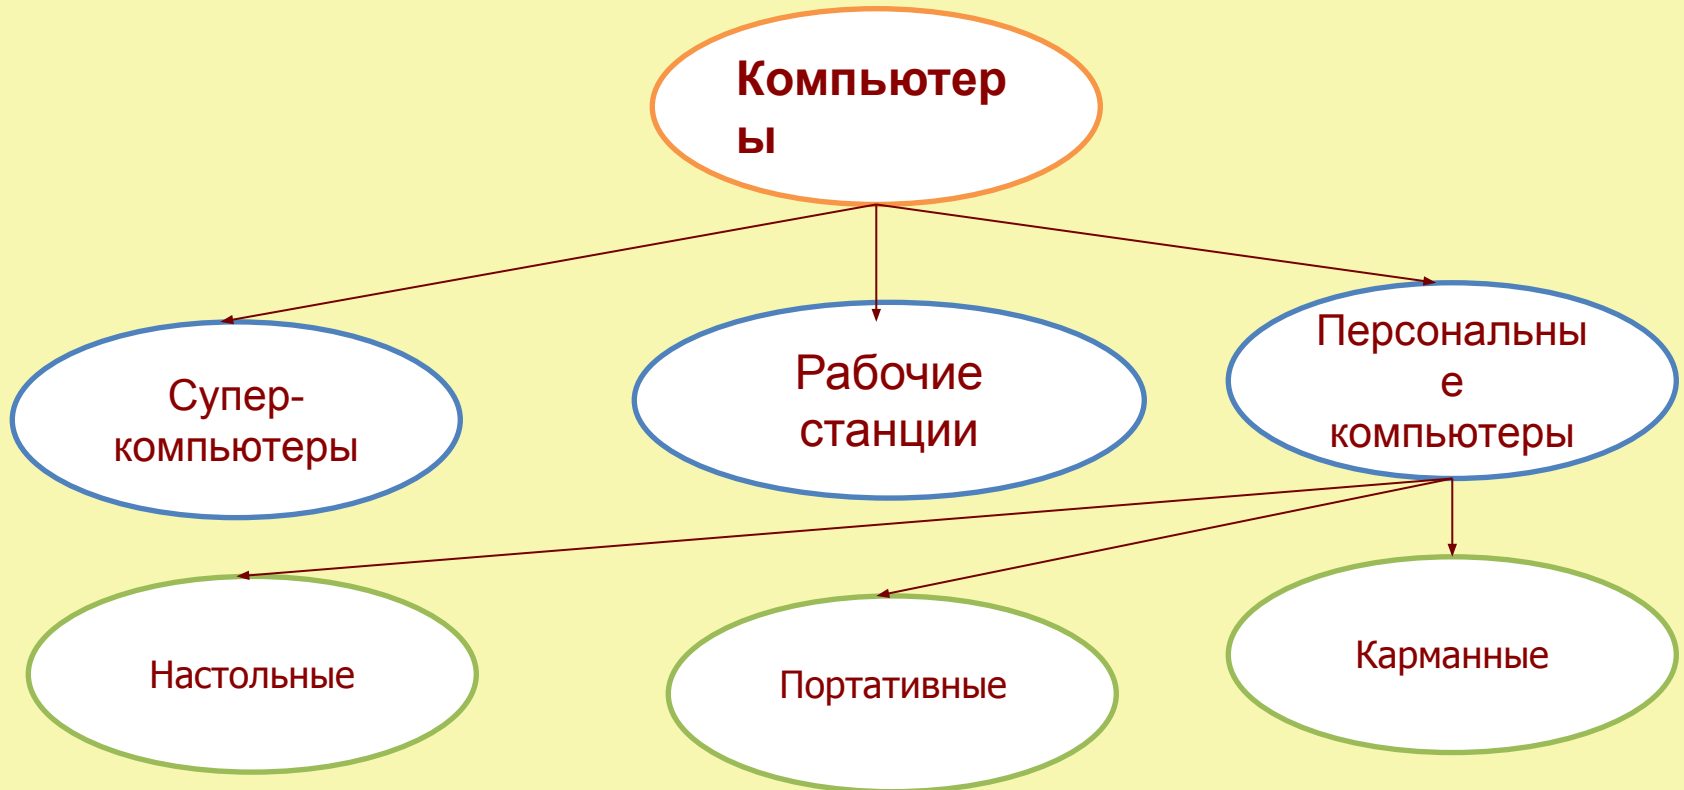 Компьютер
ы
Супер-
компьютеры
Рабочие
станции
Персональны
е
компьютеры
Настольные
Портативные
Карманные